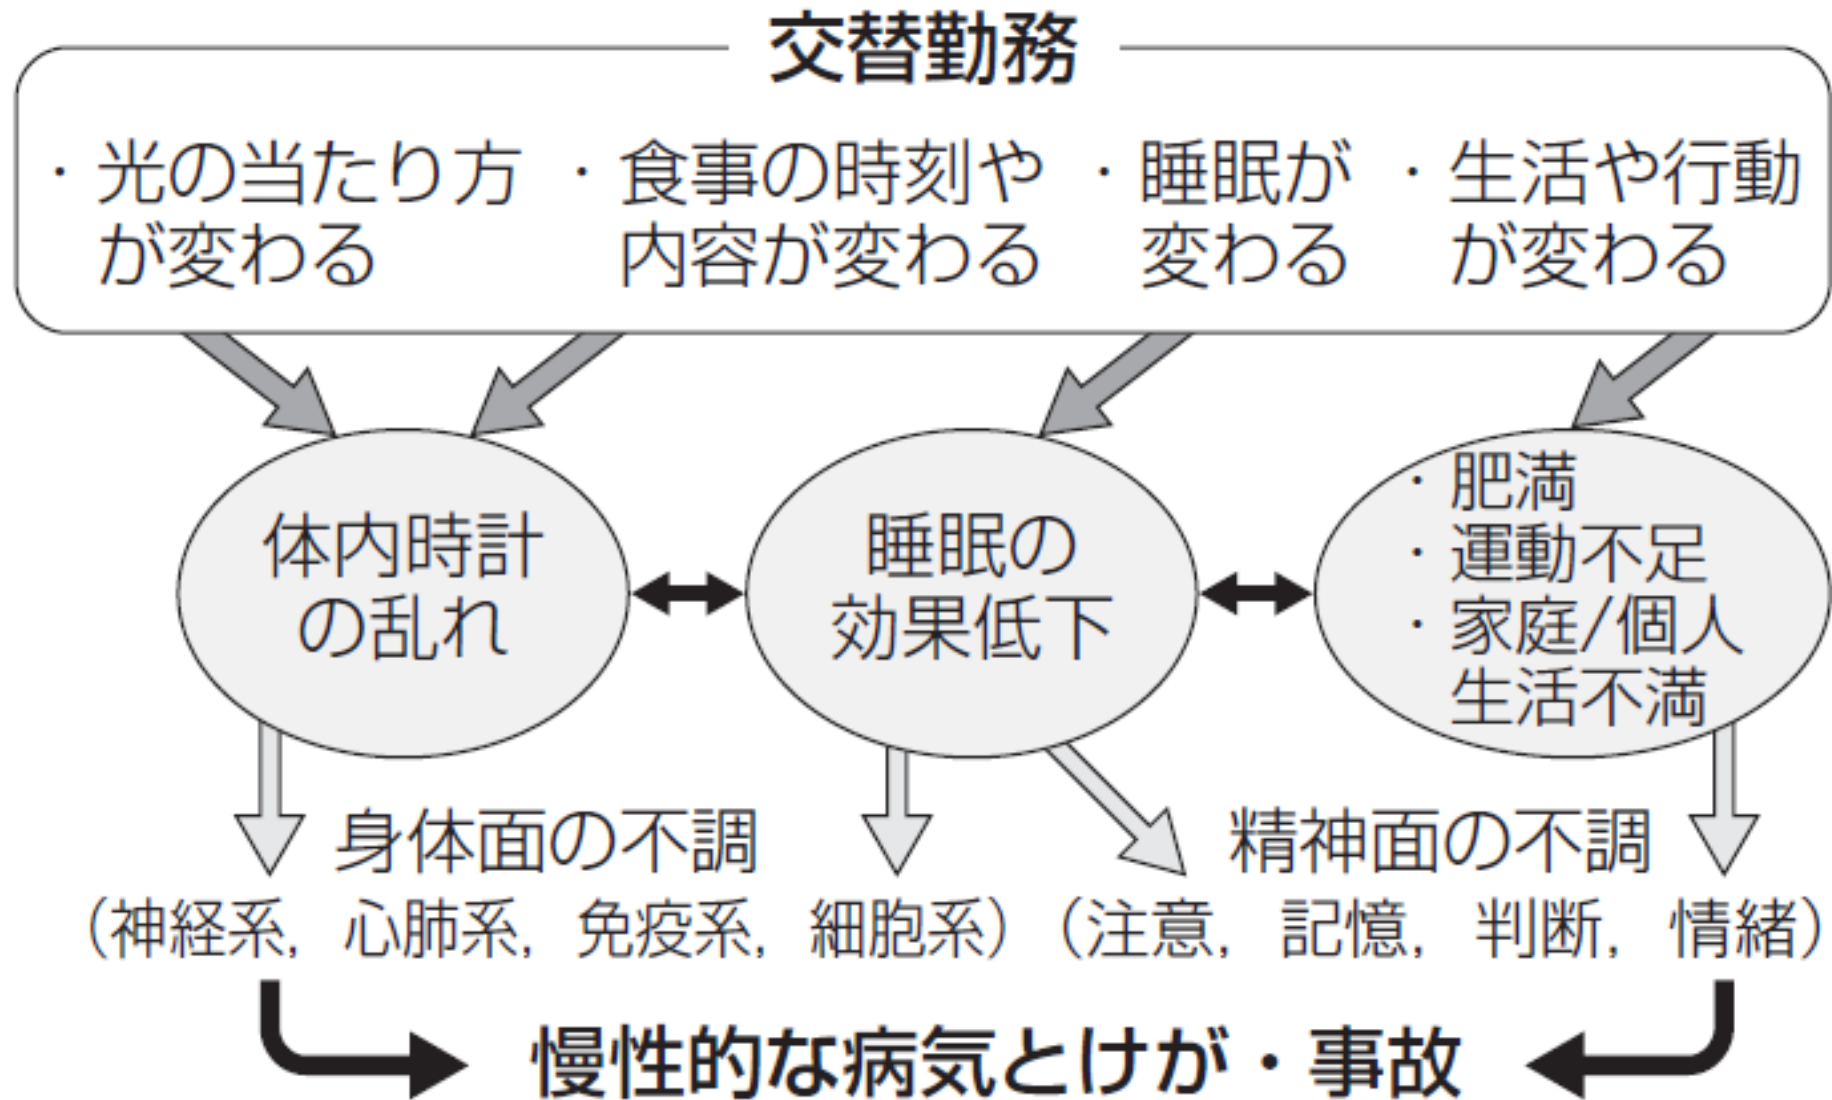 交替勤務
・光の当たり方
が変わる
・食事の時刻や
内容が変わる
・睡眠が
変わる
・生活や行動
が変わる
体内時計
の乱れ
睡眠の
効果低下
・肥満
・運動不足
・家庭/個人
生活不満
身体面の不調
（神経系，心肺系，免疫系，細胞系）
精神面の不調
（注意，記憶，判断，情緒）
慢性的な病気とけが・事故